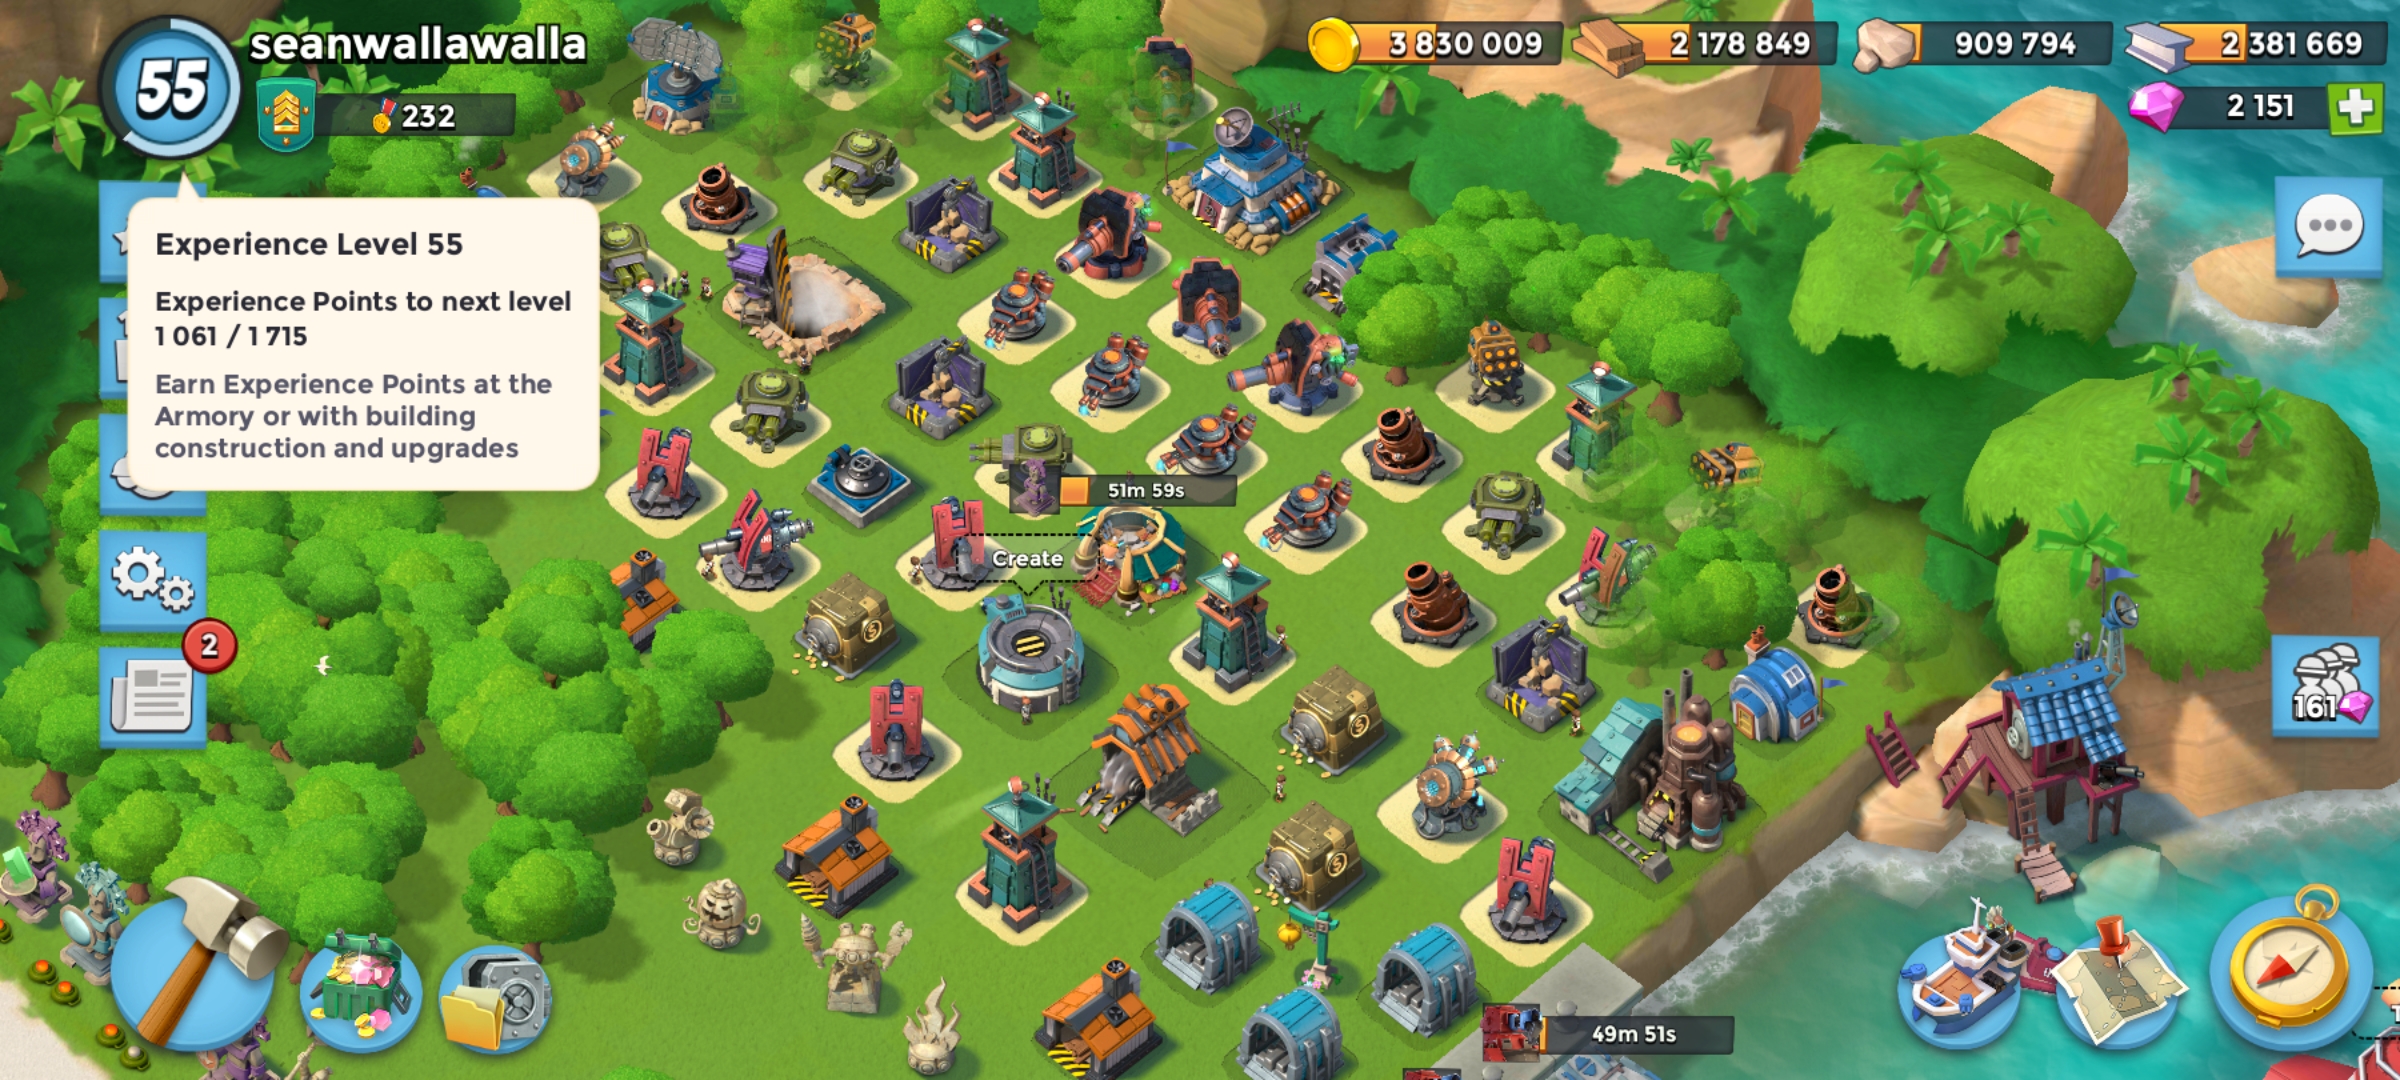 55
seanwallawalla
232
3 830 009
2 178 849
909 794
2 381 669
2 151
Experience Level 55
Experience Points to next level
1 061 / 1 715
Earn Experience Points at the
Armory or with building
construction and upgrades
51m 59s
Create
2
161
49m 51s